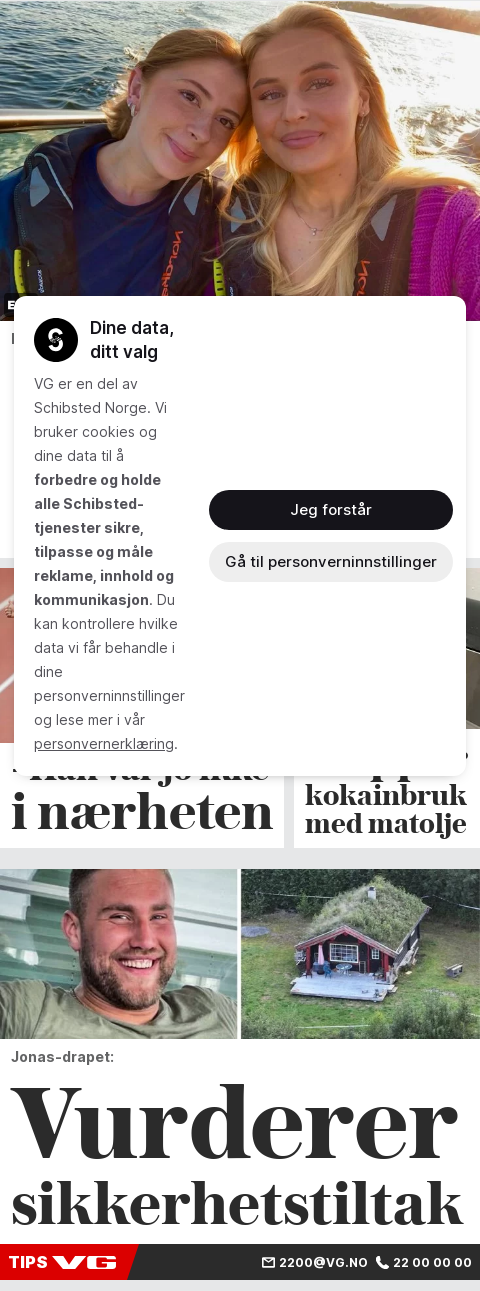 Dine data,
ditt valg
VG er en del av
Schibsted Norge. Vi
bruker cookies og
dine data til å
forbedre og holde
alle Schibsted-
tjenester sikre,
tilpasse og måle
reklame, innhold og
kommunikasjon. Du
kan kontrollere hvilke
data vi får behandle i
dine
personverninnstillinger
og lese mer i vår
personvernerklæring.
Jeg forstår
Gå til personverninnstillinger
i nærheten
kokainbruk
med matolje
Jonas-drapet:
Vurderer
sikkerhetstiltak
TIPS VG
2200@VG.NO 22 00 00 00